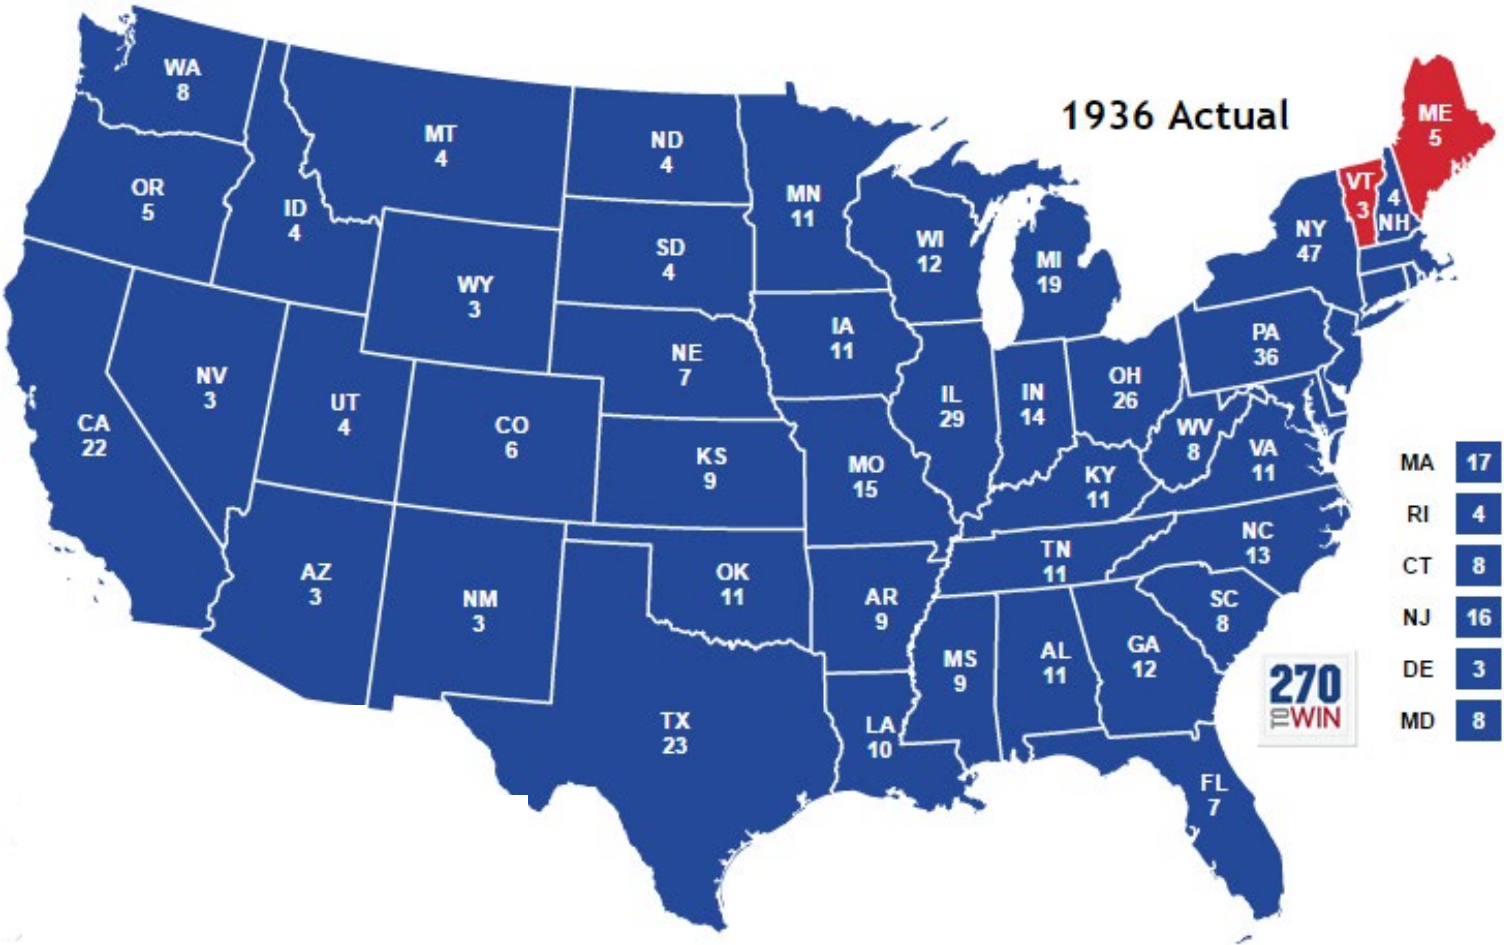 WA
8
MT
4
ND
4
MN
11
1936 Actual
ME
5
OR
5
ID
4
VT
3
4
NH
SD
4
WI
12
NY
47
MI
19
WY
3
IA
11
PA
36
NE
7
NV
3
UT
4
CO
6
IL
29
IN
14
OH
26
CA
22
WV
8
VA
11
KS
9
MO
15
KY
11
MA 17
RI 4
CT 8
NJ 16
DE 3
MD 8
NC
13
TN
11
AZ
3
NM
3
OK
11
AR
9
SC
8
MS
9
AL
11
GA
12
270
TO WIN
TX
23
LA
10
FL
7